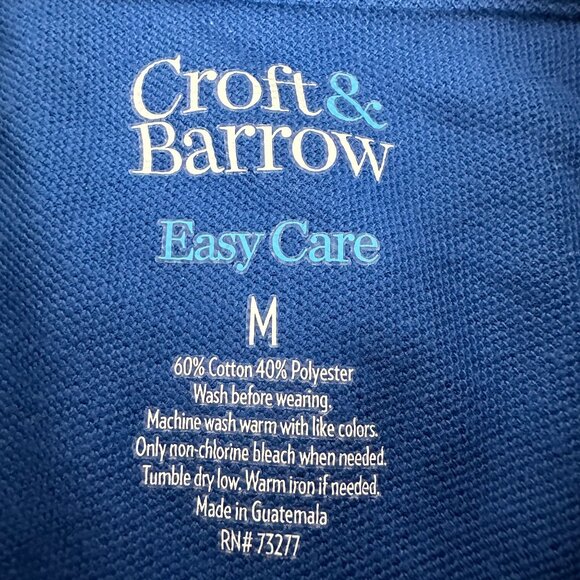 Croft&
Barrow
Easy Care
M
60% Cotton 40% Polyester
Wash before wearing.
Machine wash warm with like colors.
Only non-chlorine bleach when needed.
Tumble dry low. Warm iron if needed.
Made in Guatemala
RN# 73277